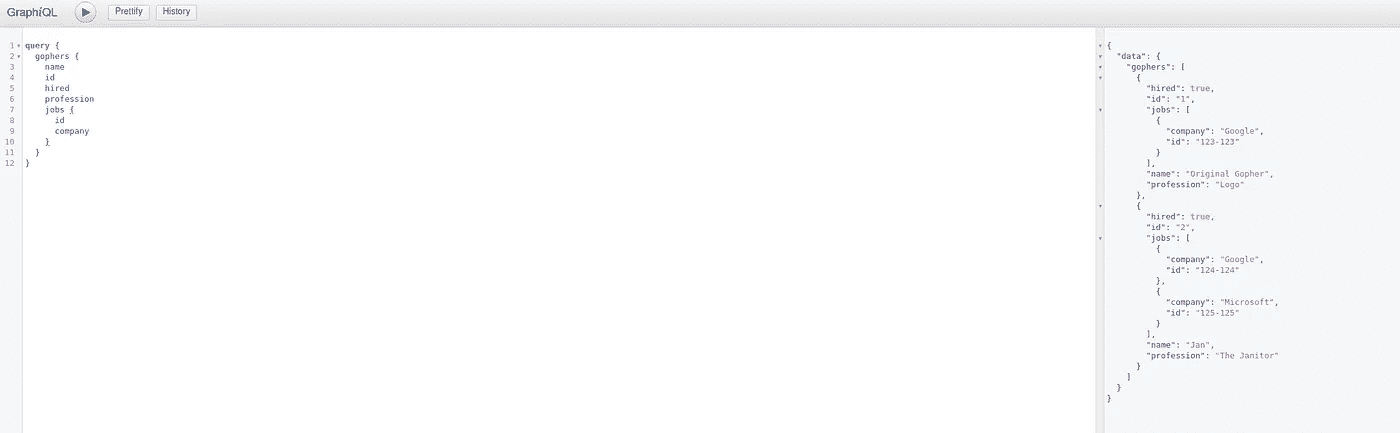 GraphiQL Prettify History
1 query {
2 gophers {
3 name
4 id
5 hired
6 profession
7 jobs {
8 id
9 company
10 }
11 }
12 }
{
"data": {
"gophers": [
{
"hired": true,
"id": "1",
"jobs": [
{
"company": "Google",
"id": "123-123"
}
],
"name": "Original Gopher",
"profession": "Logo"
},
{
"hired": true,
"id": "2",
"jobs": [
{
"company": "Google",
"id": "124-124"
},
{
"company": "Microsoft",
"id": "125-125"
}
],
"name": "Jan",
"profession": "The Janitor"
}
]
}
}